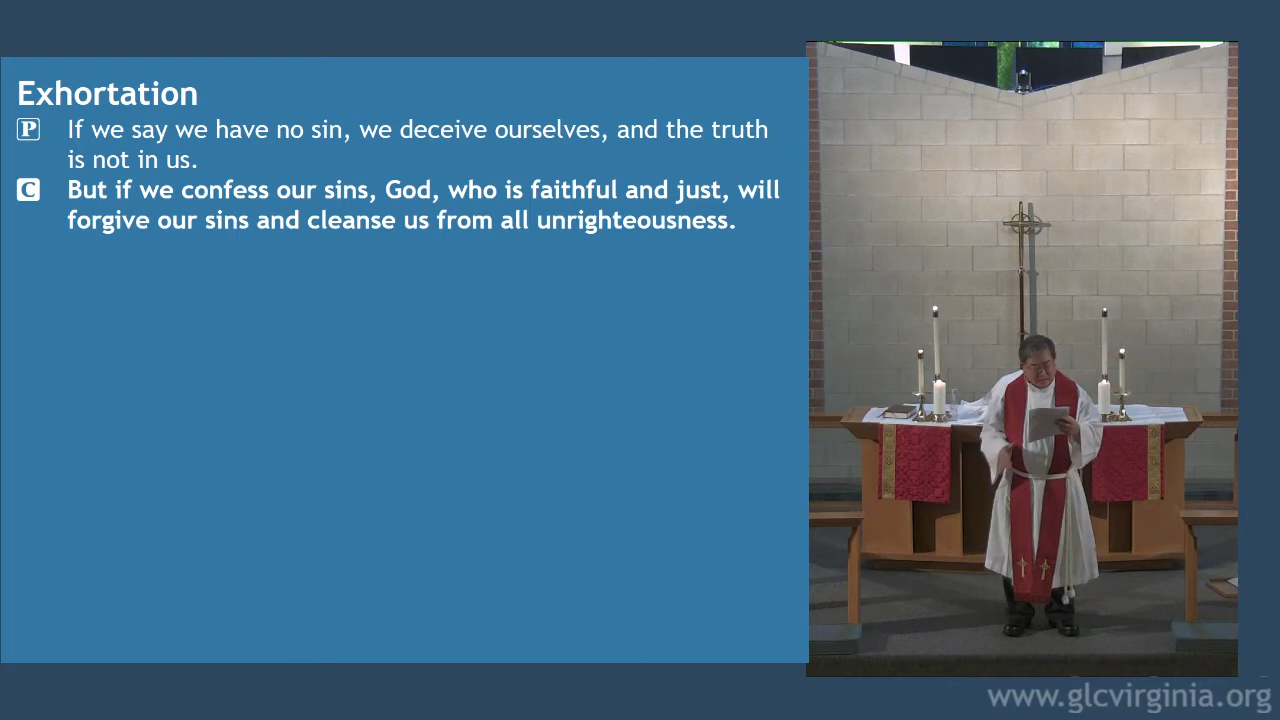 Exhortation
P If we say we have no sin, we deceive ourselves, and the truth
is not in us.
C But if we confess our sins, God, who is faithful and just, will
forgive our sins and cleanse us from all unrighteousness.
www.glcvirginia.org